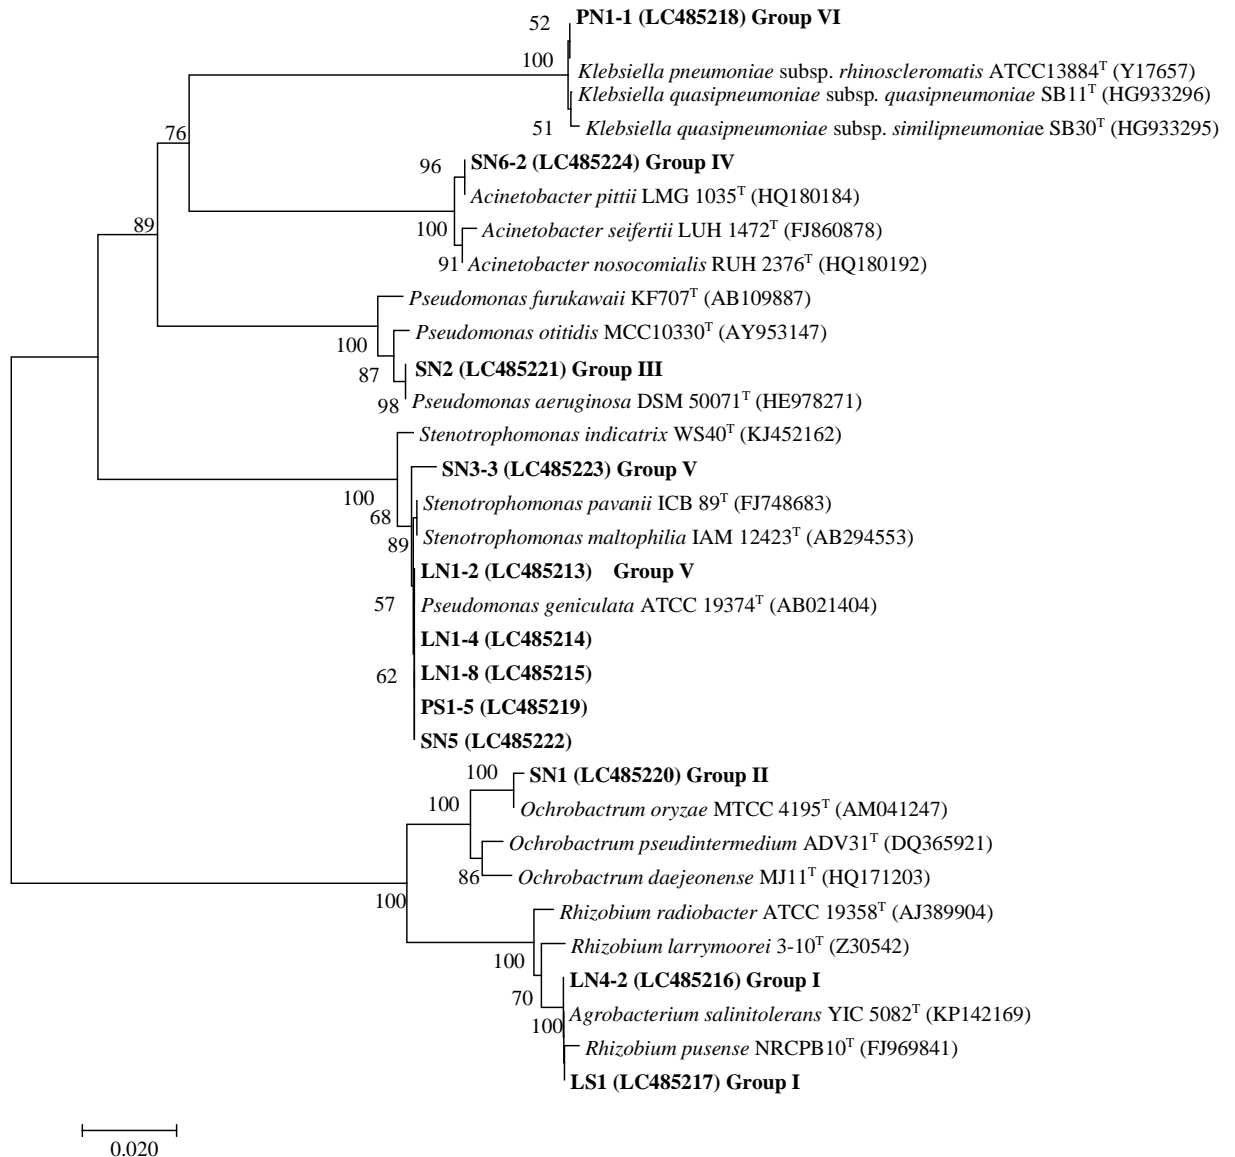 52 PN1-1 (LC485218) Group VI
100
Klebsiella pneumoniae subsp. rhinoscleromatis ATCC13884T (Y17657)
Klebsiella quasipneumoniae subsp. quasipneumoniae SB11T (HG933296)
51 Klebsiella quasipneumoniae subsp. similipneumoniae SB30T (HG933295)
76
96 SN6-2 (LC485224) Group IV
Acinetobacter pittii LMG 1035T (HQ180184)
89
100 Acinetobacter seifertii LUH 1472T (FJ860878)
91 Acinetobacter nosocomialis RUH 2376T (HQ180192)
Pseudomonas furukawaii KF707T (AB109887)
Pseudomonas otitidis MCC10330T (AY953147)
100
87 SN2 (LC485221) Group III
98 Pseudomonas aeruginosa DSM 50071T (HE978271)
Stenotrophomonas indicatrix WS40T (KJ452162)
SN3-3 (LC485223) Group V
100
Stenotrophomonas pavanii ICB 89T (FJ748683)
68
Stenotrophomonas maltophilia IAM 12423T (AB294553)
89
LN1-2 (LC485213) Group V
57 Pseudomonas geniculata ATCC 19374T (AB021404)
LN1-4 (LC485214)
62 LN1-8 (LC485215)
PS1-5 (LC485219)
SN5 (LC485222)
100 SN1 (LC485220) Group II
100 Ochrobactrum oryzae MTCC 4195T (AM041247)
Ochrobactrum pseudintermedium ADV31T (DQ365921)
86 Ochrobactrum daejeonense MJ11T (HQ171203)
100
Rhizobium radiobacter ATCC 19358T (AJ389904)
Rhizobium larrymoorei 3-10T (Z30542)
100
LN4-2 (LC485216) Group I
70
Agrobacterium salinitolerans YIC 5082T (KP142169)
100
Rhizobium pusense NRCPB10T (FJ969841)
LS1 (LC485217) Group I
0.020